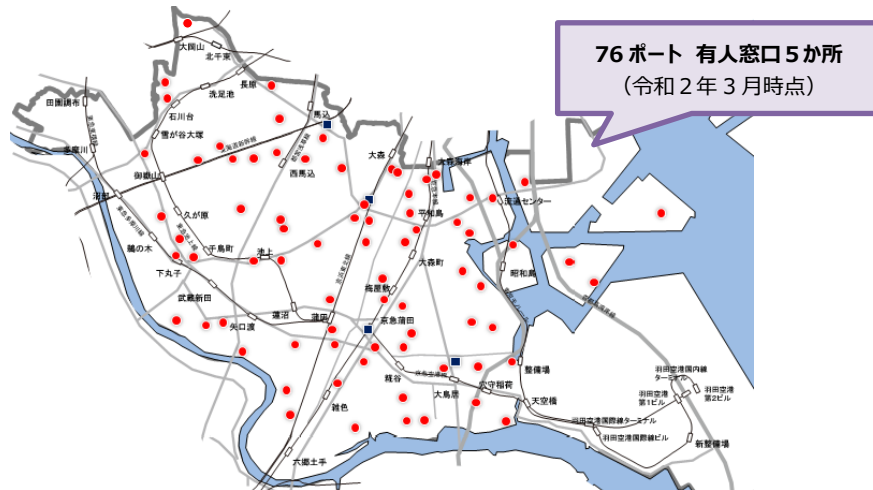 76 ポート 有人窓口５か所
（令和２年３月時点）
大岡山
北千束
長原
洗足池
田園調布
石川台
馬込
雪が谷大塚
多摩川
東海道新幹線
大森
大森海岸
御嶽山
西馬込
沼部
流通センター
久が原
平和島
鵜の木
千鳥町
池上
大森町
昭和島
下丸子
武蔵新田
梅屋敷
蓮沼
蒲田
京急蒲田
矢口渡
整備場
糀谷
穴守稲荷
大鳥居
天空橋
雑色
羽田空港国内線
ターミナル
羽田空港
第1ビル
羽田空港
第2ビル
羽田空港国際線ターミナル
羽田空港国際線ビル
新整備場
六郷土手